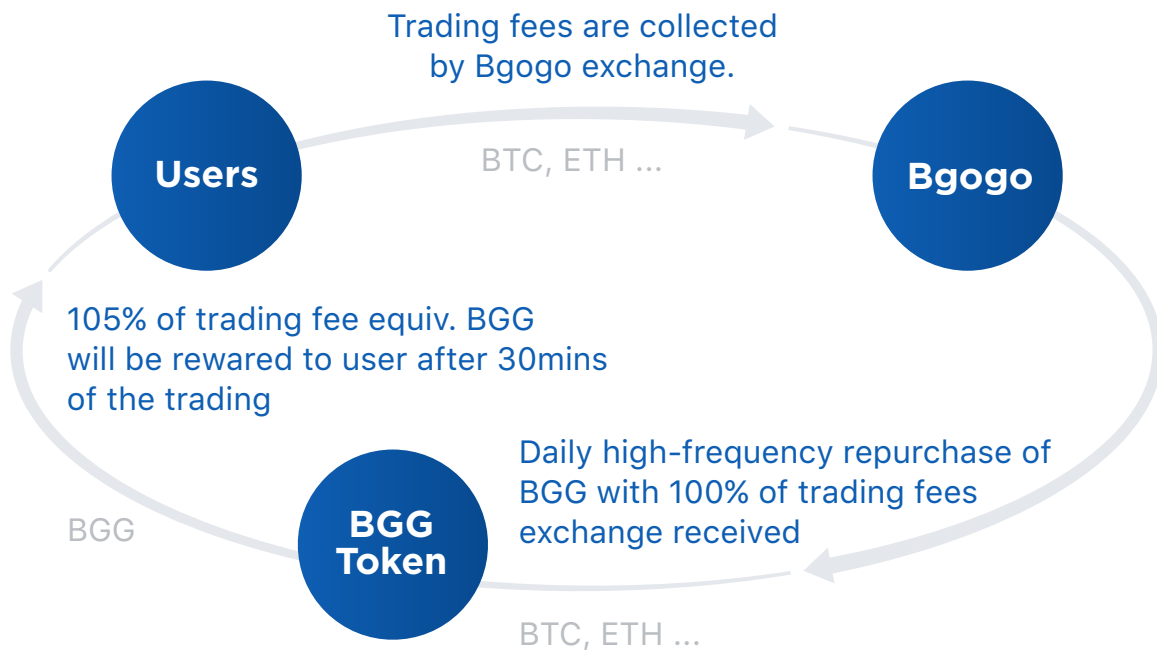 Trading fees are collected
by Bgogo exchange.
Users
BTC, ETH ...
Bgogo
105% of trading fee equiv. BGG
will be rewared to user after 30mins
of the trading
Daily high-frequency repurchase of
BGG with 100% of trading fees
exchange received
BGG
BGG
Token
BTC, ETH ...